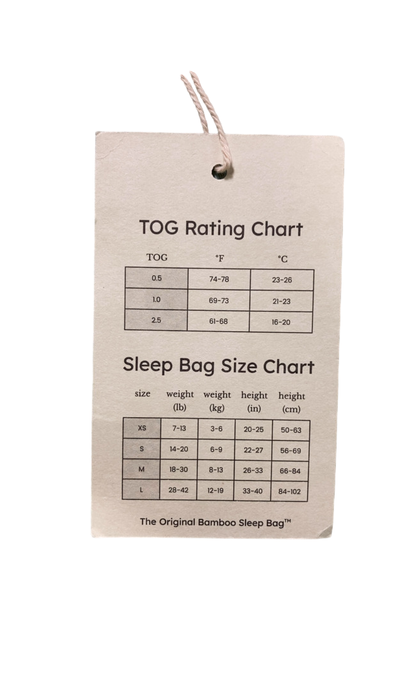 TOG Rating Chart
TOG °F °C
0.5 74-78 23-26
1.0 69-73 21-23
2.5 61-68 16-20
Sleep Bag Size Chart
size weight weight height height
(lb) (kg) (in) (cm)
XS 7-13 3-6 20-25 50-63
S 14-20 6-9 22-27 56-69
M 18-30 8-13 26-33 66-84
L 28-42 12-19 33-40 84-102
The Original Bamboo Sleep Bag™